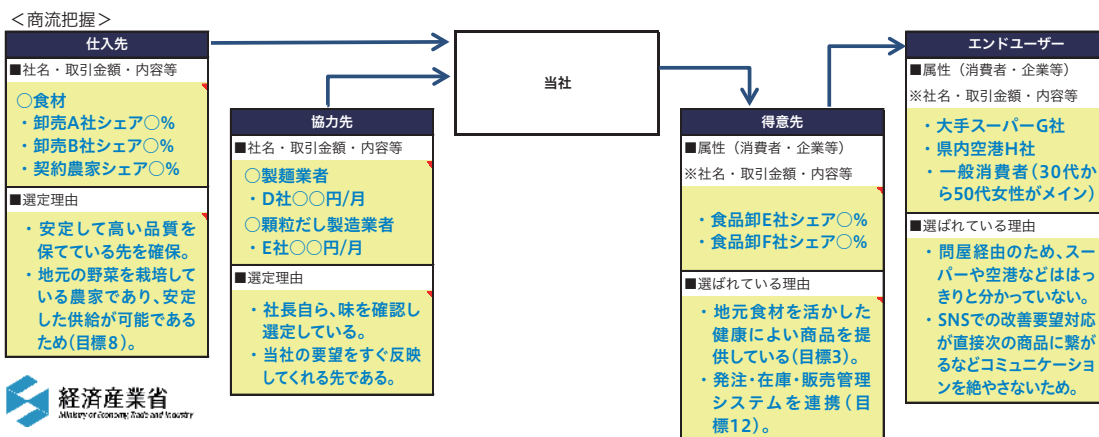 ＜商流把握＞
仕入先
■社名・取引金額・内容等
○食材
・卸売A社シェア○%
・卸売B社シェア○%
・契約農家シェア○%
■選定理由
・安定して高い品質を
保てている先を確保。
・地元の野菜を栽培して
いる農家であり、安定
した供給が可能である
ため(目標８)。
協力先
■社名・取引金額・内容等
○製麺業者
・D社○○円/月
○顆粒だし製造業者
・E社○○円/月
■選定理由
・社長自ら、味を確認し
選定している。
・当社の要望をすぐ反映
してくれる先である。
当社
得意先
■属性（消費者・企業等）
※社名・取引金額・内容等
・食品卸E社シェア○%
・食品卸F社シェア○%
■選ばれている理由
・地元食材を活かした
健康によい商品を提
供している(目標3)。
・発注・在庫・販売管理
システムを連携(目
標12)。
エンドユーザー
■属性（消費者・企業等）
※社名・取引金額・内容等
・大手スーパーG社
・県内空港H社
・一般消費者(30代か
ら50代女性がメイン)
■選ばれている理由
・問屋経由のため、スー
パーや空港などははっ
きりと分かっていない。
・SNSでの改善要望対応
が直接次の商品に繋が
るなどコミュニケーショ
ンを絶やさないため。
経済産業省
Ministry of Economy, Trade and Industry